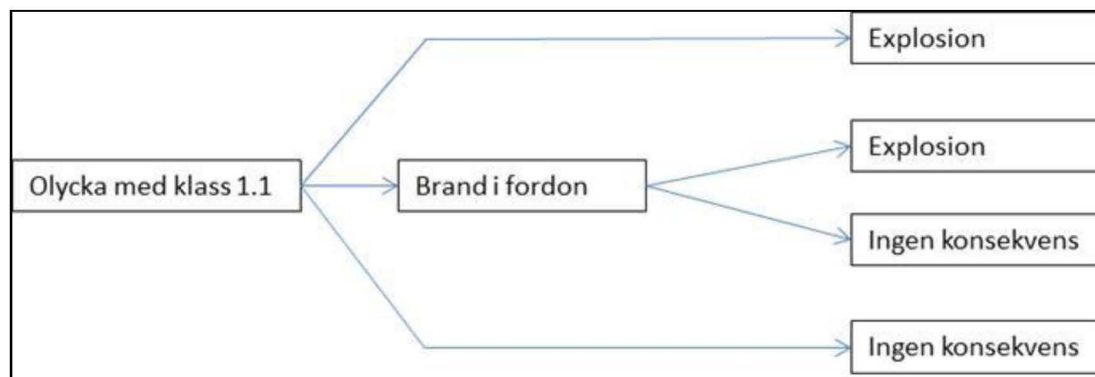 Explosion
Explosion
Olycka med klass 1.1
Brand i fordon
Ingen konsekvens
Ingen konsekvens